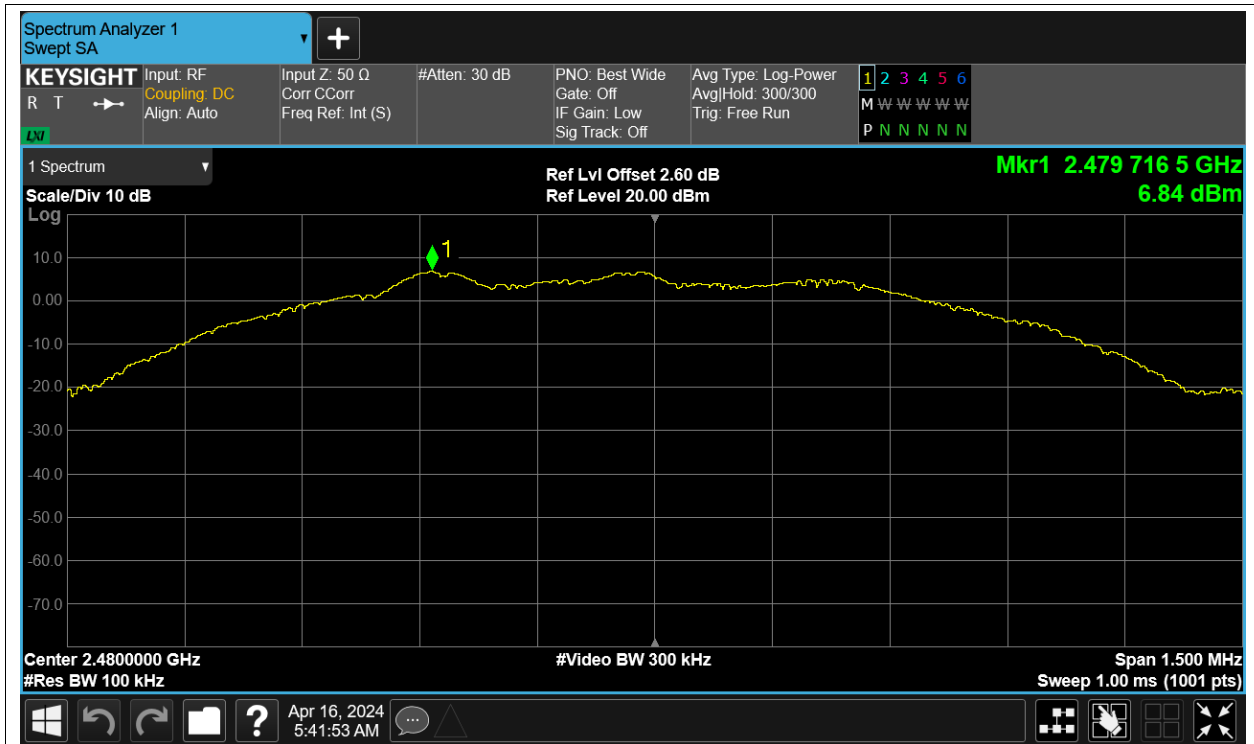 Spectrum Analyzer 1
Swept SA
KEYSIGHT
R T
LXI
Input: RF
Coupling: DC
Align: Auto
Input Z: 50 Ω
Corr CCorr
Freq Ref: Int (S)
#Atten: 30 dB
PNO: Best Wide
Gate: Off
IF Gain: Low
Sig Track: Off
Avg Type: Log-Power
Avg|Hold: 300/300
Trig: Free Run
1 2 3 4 5 6
M W W W W W
P N N N N N
1 Spectrum
Scale/Div 10 dB
Log
Ref Lvl Offset 2.60 dB
Ref Level 20.00 dBm
Mkr1 2.479 716 5 GHz
6.84 dBm
1
10.0
0.00
-10.0
-20.0
-30.0
-40.0
-50.0
-60.0
-70.0
Center 2.4800000 GHz
#Res BW 100 kHz
#Video BW 300 kHz
Span 1.500 MHz
Sweep 1.00 ms (1001 pts)
?
Apr 16, 2024
5:41:53 AM